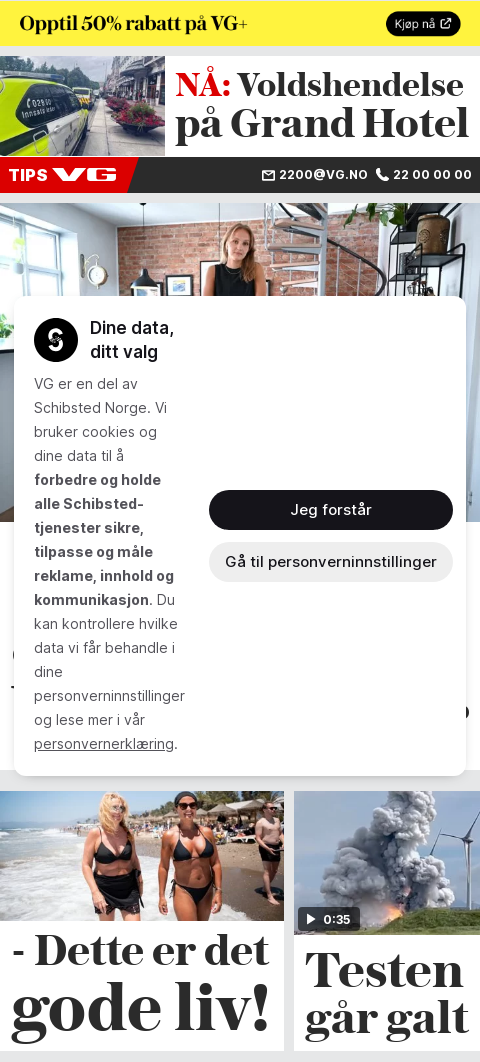 Opptil 50% rabatt på VG+
Kjøp nå
NÅ: Voldshendelse
på Grand Hotel
TIPS VG
2200@VG.NO 22 00 00 00
Dine data,
ditt valg
VG er en del av
Schibsted Norge. Vi
bruker cookies og
dine data til å
forbedre og holde
alle Schibsted-
tjenester sikre,
tilpasse og måle
reklame, innhold og
kommunikasjon. Du
kan kontrollere hvilke
data vi får behandle i
dine
personverninnstillinger
og lese mer i vår
personvernerklæring.
Jeg forstår
Gå til personverninnstillinger
0:35
- Dette er det
gode liv!
Testen
går galt